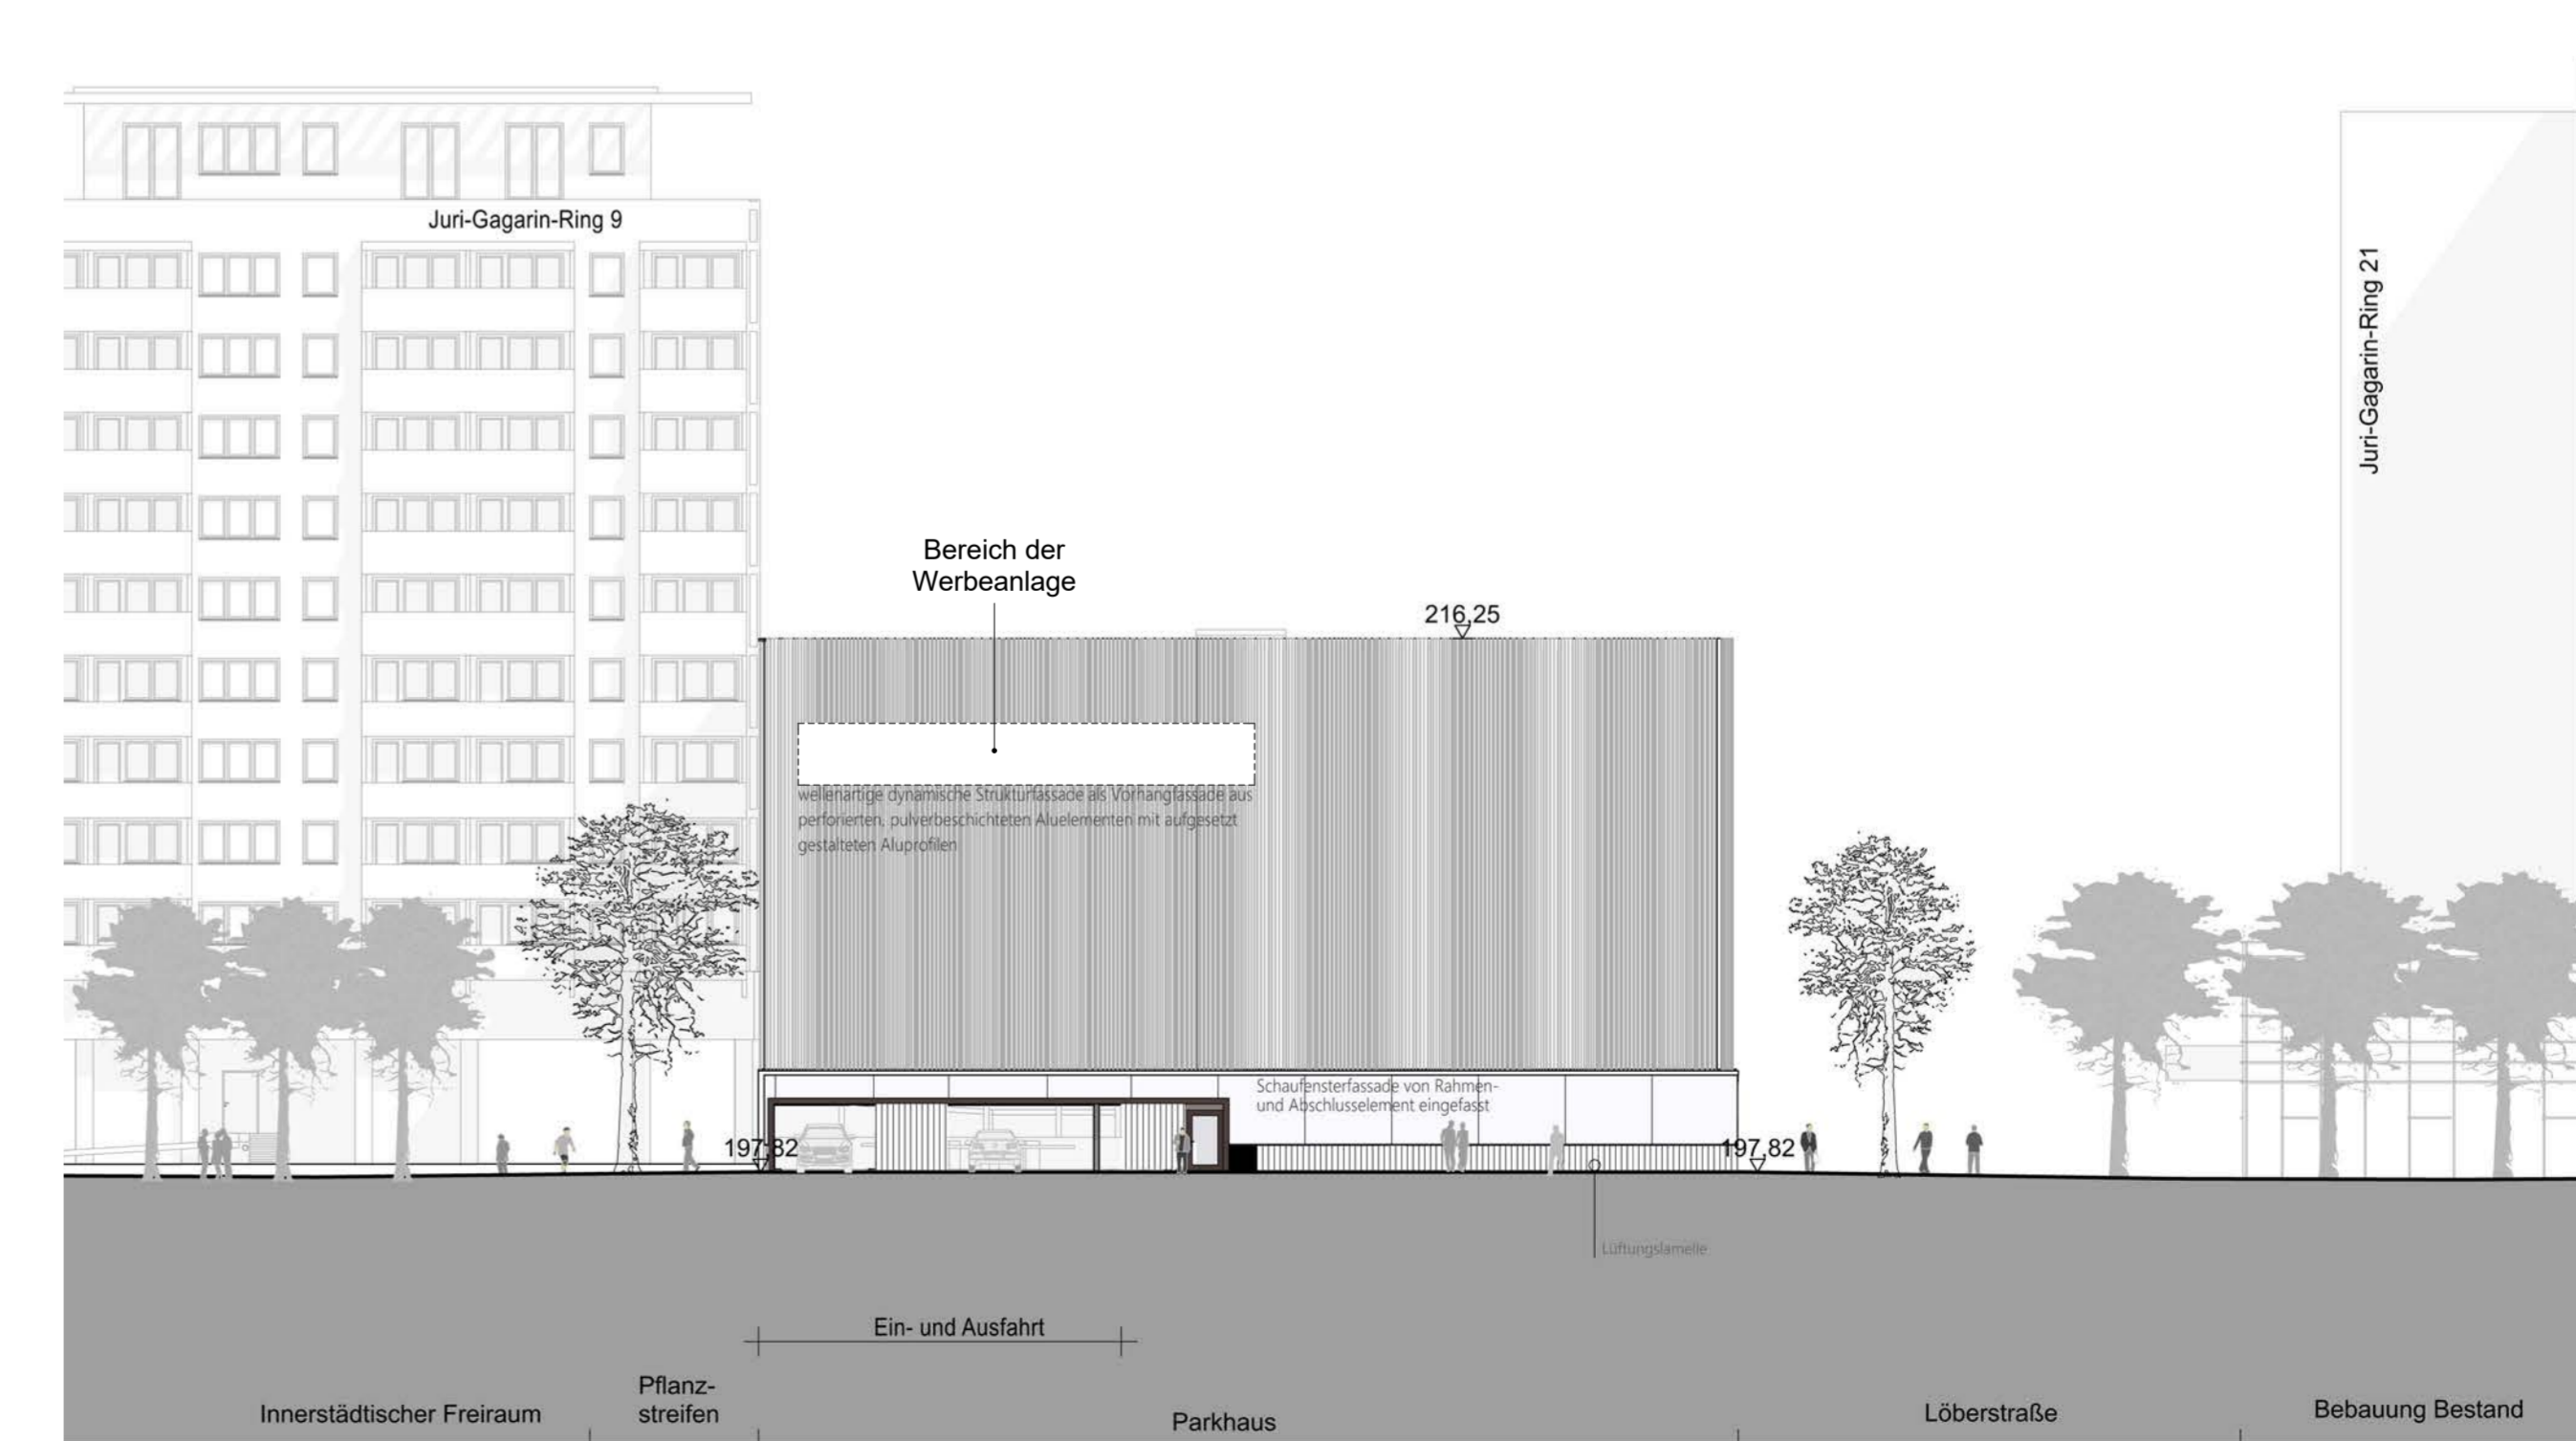 Juri-Gagarin-Ring 9
Juri-Gagarin-Ring 21
Bereich der
Werbeanlage
216,25
wellenartige dynamische Strukturfassade als Vorhangfassade aus
perforierten, pulverbeschichteten Aluelementen mit aufgesetzt
gestalteten Aluprofilen
Schaufensterfassade von Rahmen-
und Abschlusselement eingefasst
197,82
197,82
Lüftungslamelle
Ein- und Ausfahrt
Innerstädtischer Freiraum
Pflanz-
streifen
Parkhaus
Löberstraße
Bebauung Bestand